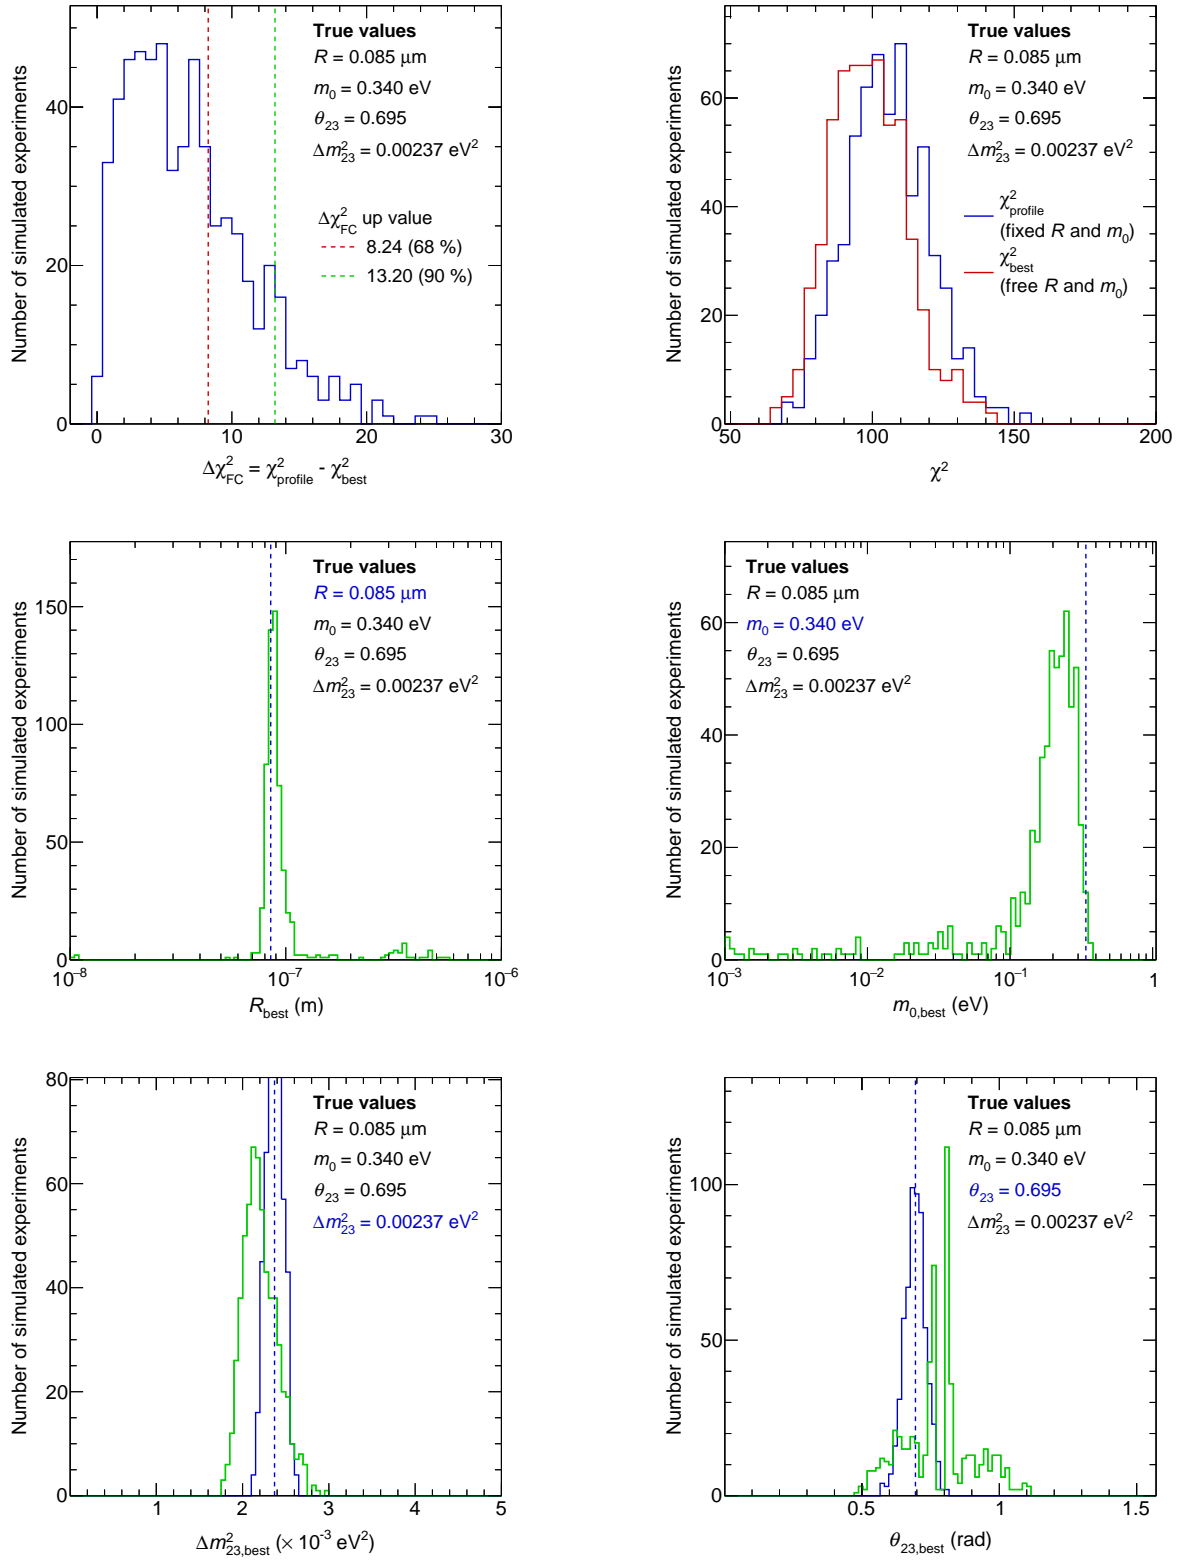 Number of simulated experiments
40
20
0
0 10 20 30
Δχ²FC = χ²profile - χ²best
True values
R = 0.085 μm
m₀ = 0.340 eV
θ₂₃ = 0.695
Δm²₂₃ = 0.00237 eV²
Δχ²FC up value
8.24 (68 %)
13.20 (90 %)
Number of simulated experiments
60
40
20
0
50 100 150 200
χ²
True values
R = 0.085 μm
m₀ = 0.340 eV
θ₂₃ = 0.695
Δm²₂₃ = 0.00237 eV²
χ²profile
(fixed R and m₀)
χ²best
(free R and m₀)
Number of simulated experiments
150
100
50
0
10⁻⁸ 10⁻⁷ 10⁻⁶
Rbest (m)
True values
R = 0.085 μm
m₀ = 0.340 eV
θ₂₃ = 0.695
Δm²₂₃ = 0.00237 eV²
Number of simulated experiments
60
40
20
0
10⁻³ 10⁻² 10⁻¹ 1
m₀,best (eV)
True values
R = 0.085 μm
m₀ = 0.340 eV
θ₂₃ = 0.695
Δm²₂₃ = 0.00237 eV²
Number of simulated experiments
80
60
40
20
0
1 2 3 4 5
Δm²₂₃,best (× 10⁻³ eV²)
True values
R = 0.085 μm
m₀ = 0.340 eV
θ₂₃ = 0.695
Δm²₂₃ = 0.00237 eV²
Number of simulated experiments
100
50
0
0.5 1 1.5
θ₂₃,best (rad)
True values
R = 0.085 μm
m₀ = 0.340 eV
θ₂₃ = 0.695
Δm²₂₃ = 0.00237 eV²